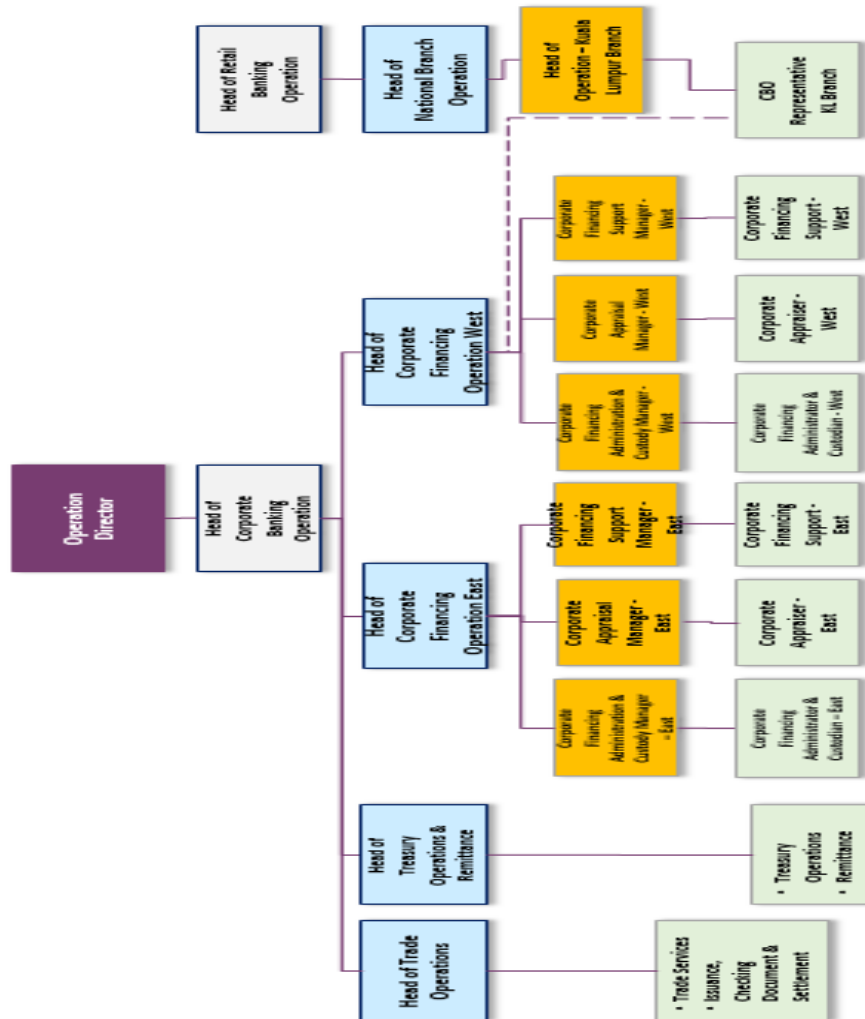 Operation
Director
Head of
Corporate
Banking
Operation
Head of Retail
Banking
Operation
Head of Trade
Operations
Head of
Treasury
Operations &
Remittance
Head of
Corporate
Financing
Operation East
Head of
Corporate
Financing
Operation West
Head of
National Branch
Operation
Corporate
Financing
Administration &
Custody Manager
– East
Corporate
Appraisal
Manager -
East
Corporate
Financing
Support
Manager -
East
Corporate
Financing
Administration &
Custody Manager -
West
Corporate
Appraisal
Manager - West
Corporate
Financing
Support
Manager -
West
Head of
Operation – Kuala
Lumpur Branch
• Trade Services
• Issuance,
Checking
Document &
Settlement
• Treasury
Operations
• Remittance
Corporate
Financing
Administrator &
Custodian – East
Corporate
Appraiser -
East
Corporate
Financing
Support -
East
Corporate
Financing
Administrator &
Custodian - West
Corporate
Appraiser -
West
Corporate
Financing
Support -
West
CBO
Representative
KL Branch